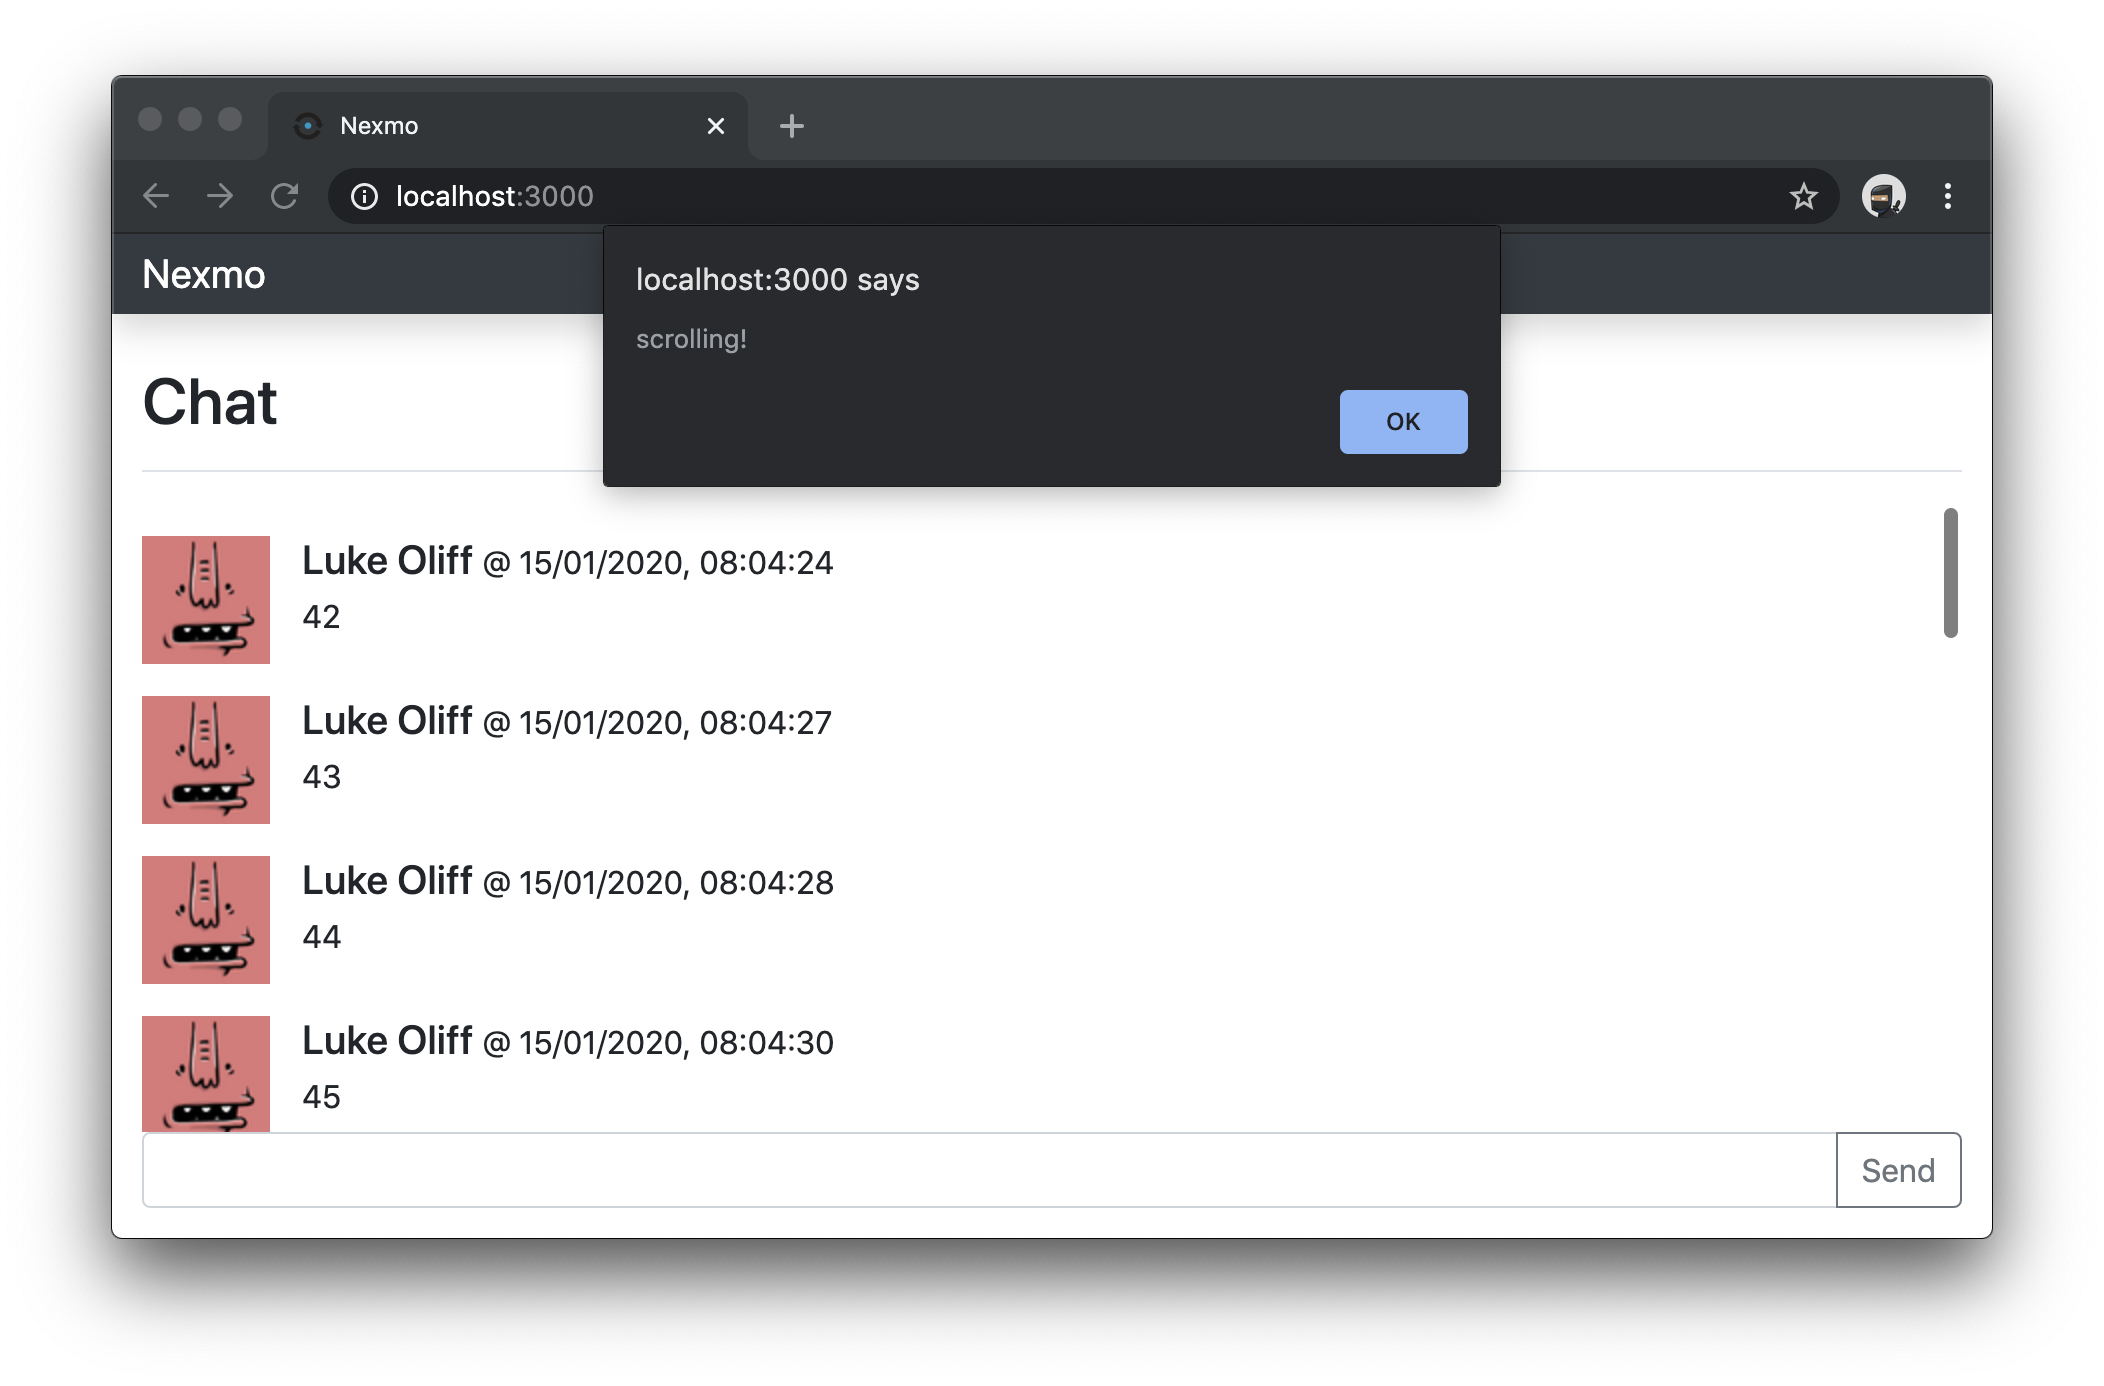 Nexmo
localhost:3000
Nexmo
localhost:3000 says
scrolling!
OK
Chat
Luke Oliff @ 15/01/2020, 08:04:24
42
Luke Oliff @ 15/01/2020, 08:04:27
43
Luke Oliff @ 15/01/2020, 08:04:28
44
Luke Oliff @ 15/01/2020, 08:04:30
45
Send